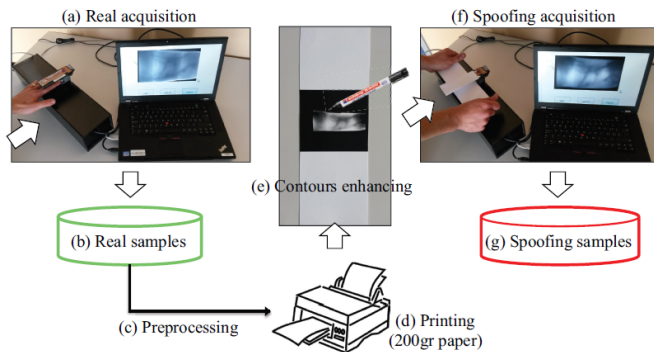 (a) Real acquisition
(f) Spoofing acquisition
(e) Contours enhancing
(b) Real samples
(g) Spoofing samples
(c) Preprocessing
(d) Printing
(200gr paper)